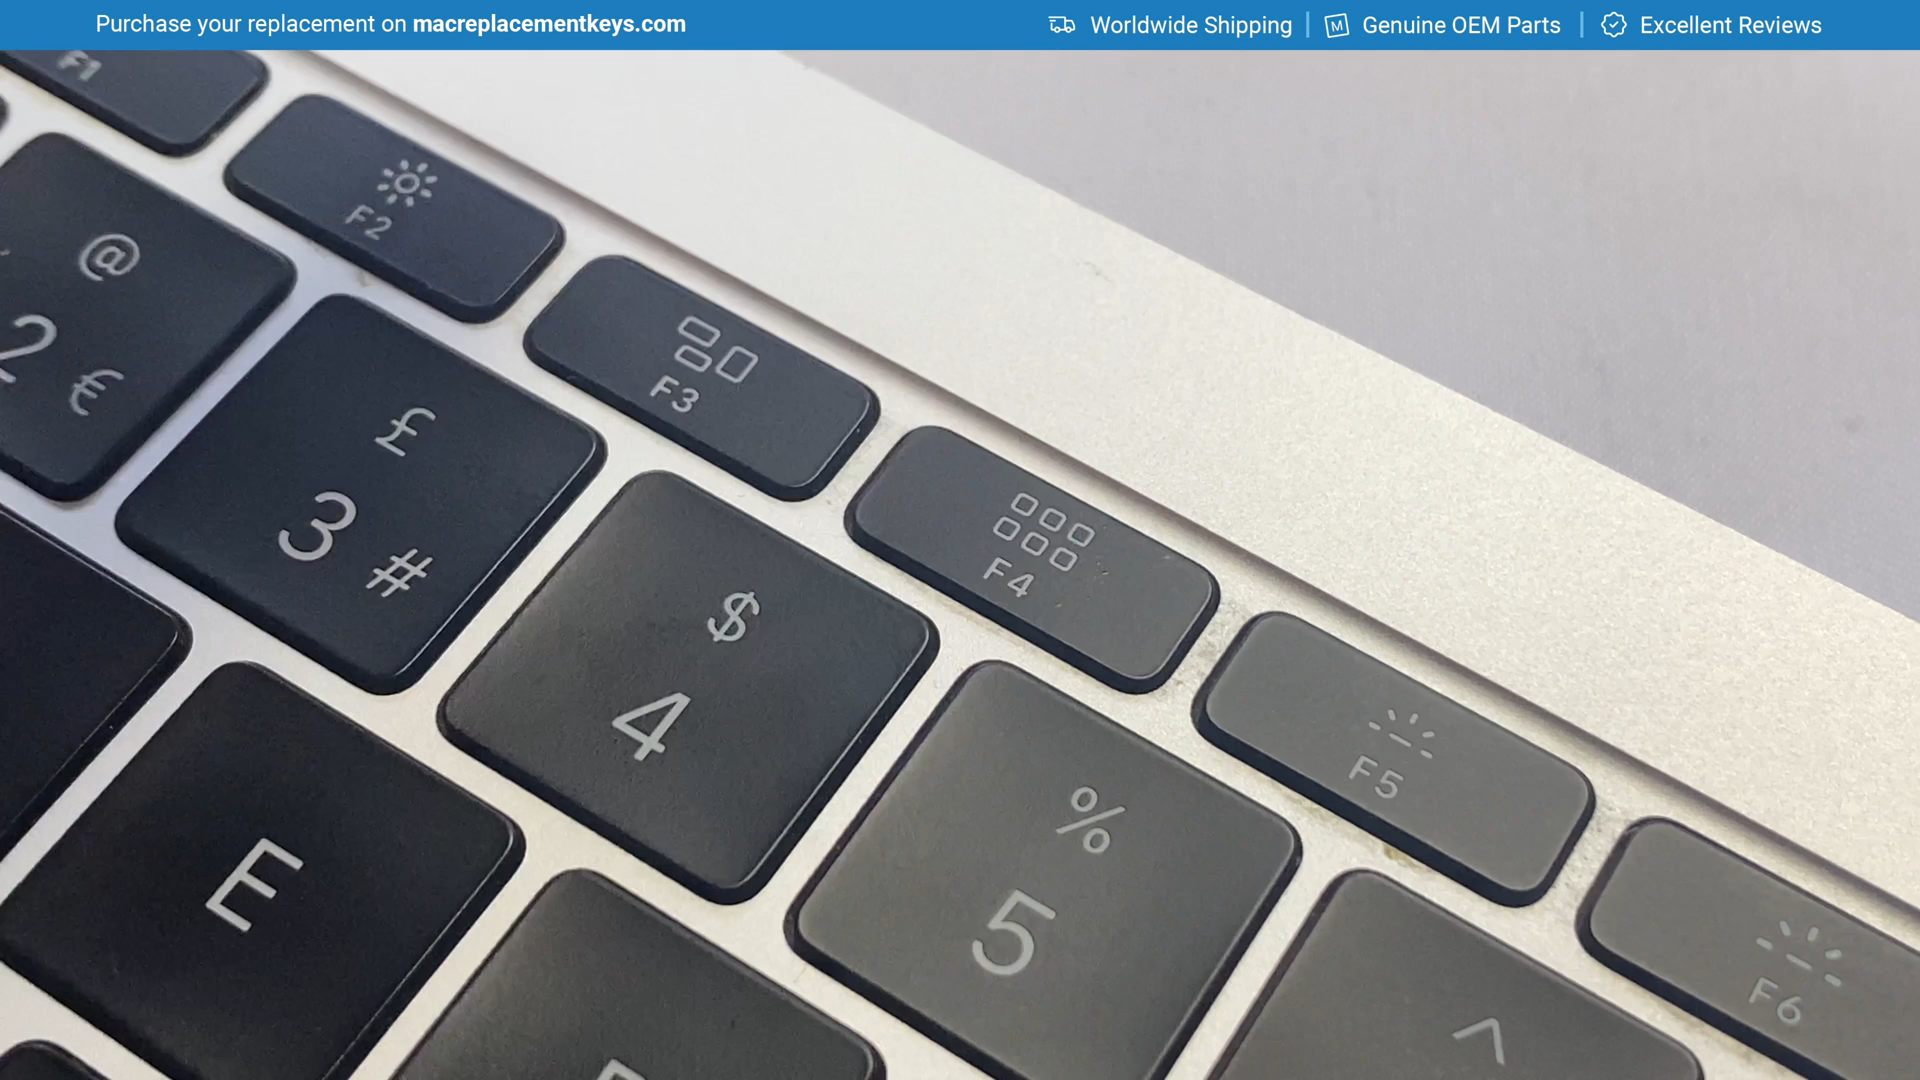 Purchase your replacement on macreplacementkeys.com
Worldwide Shipping
Genuine OEM Parts
Excellent Reviews
F1
F2
F3
F4
F5
F6
@
2 €
£
3 #
$
4
%
5
^
E